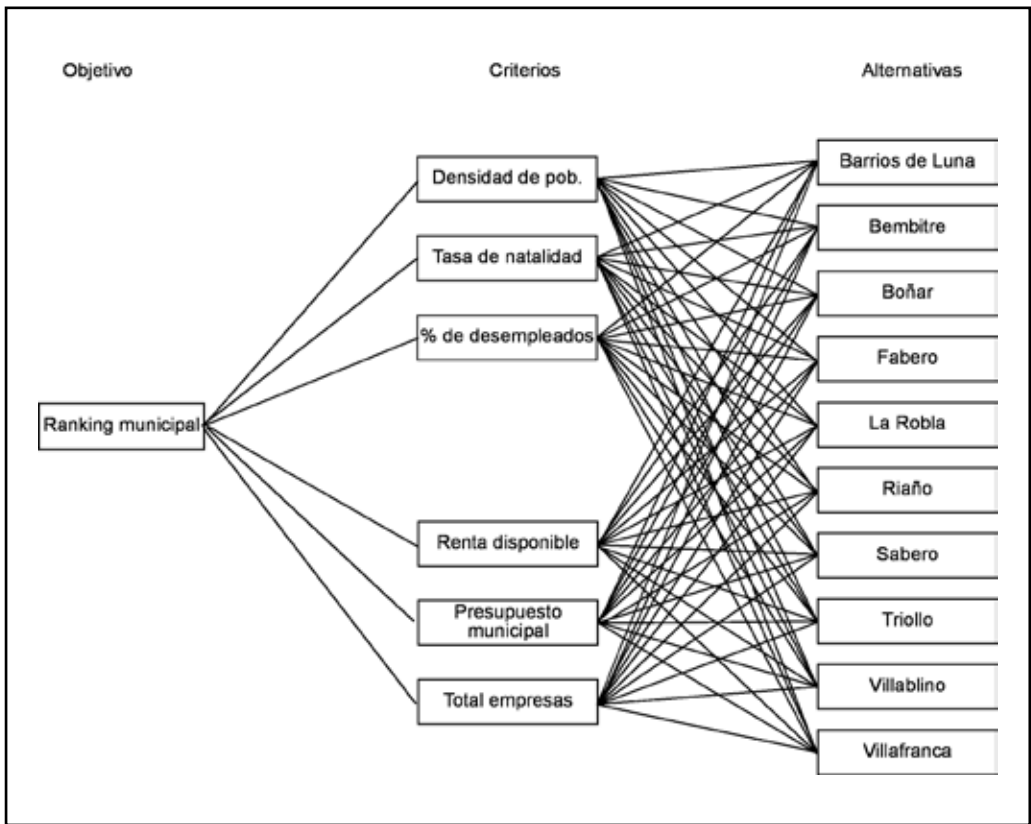 Objetivo
Criterios
Alternativas
Densidad de pob.
Tasa de natalidad
% de desempleados
Ranking municipal
Renta disponible
Presupuesto
municipal
Total empresas
Barrios de Luna
Bembitre
Boñar
Fabero
La Robla
Riaño
Sabero
Triollo
Villablino
Villafranca